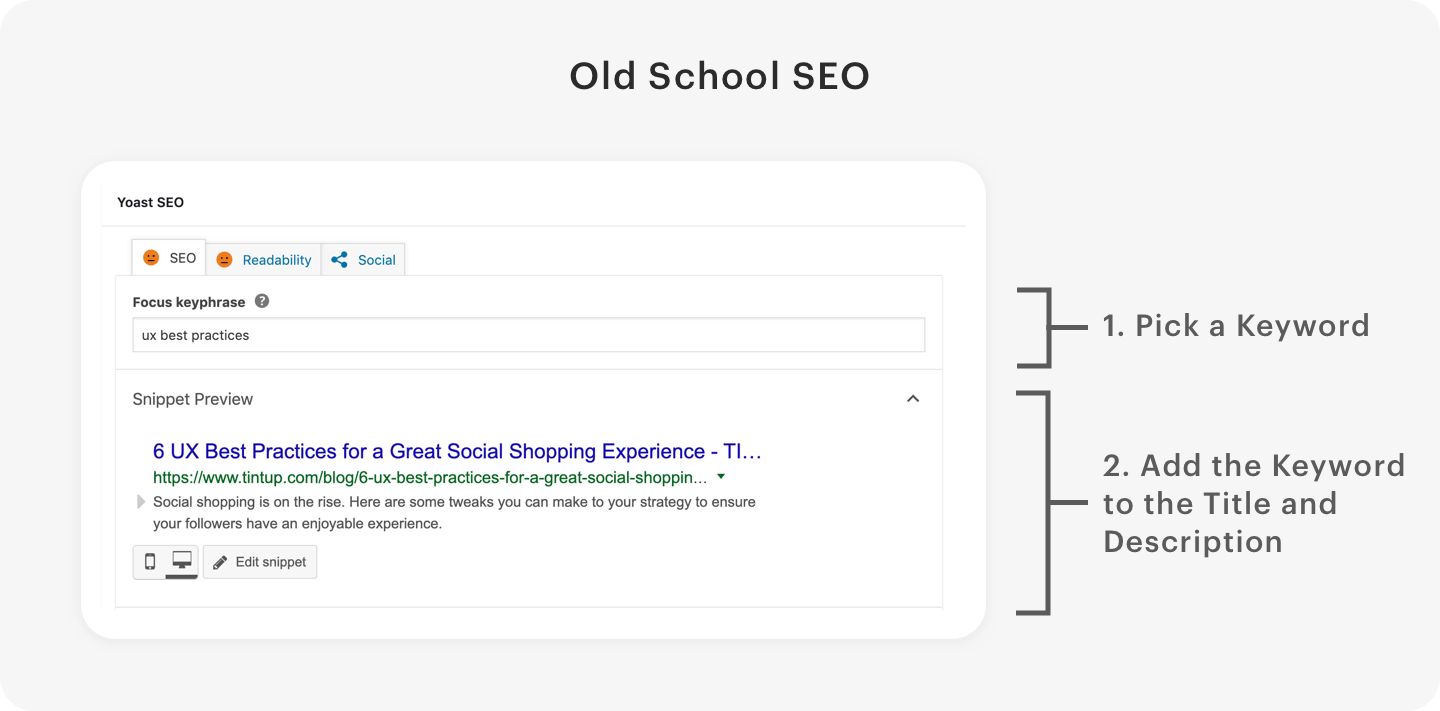 Old School SEO
Yoast SEO
SEO
Readability
Social
Focus keyphrase ?
ux best practices
1. Pick a Keyword
Snippet Preview
6 UX Best Practices for a Great Social Shopping Experience - TI...
https://www.tintup.com/blog/6-ux-best-practices-for-a-great-social-shoppin...
Social shopping is on the rise. Here are some tweaks you can make to your strategy to ensure
your followers have an enjoyable experience.
Edit snippet
2. Add the Keyword
to the Title and
Description